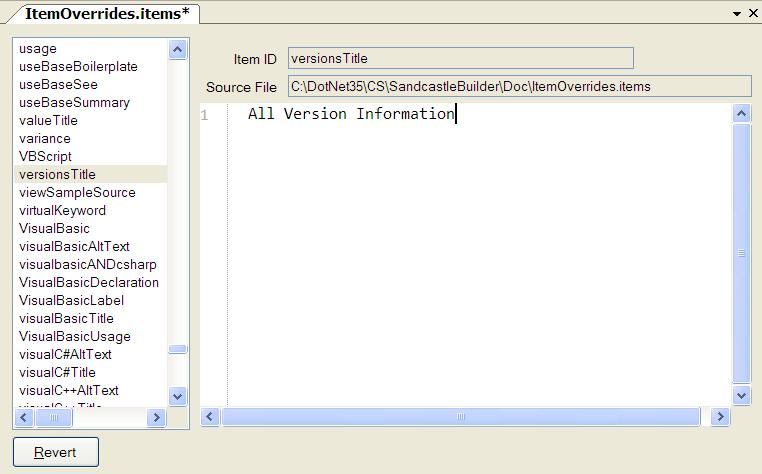 ItemOverrides.items*
usage
useBaseBoilerplate
useBaseSee
useBaseSummary
valueTitle
variance
VBScript
versionsTitle
viewSampleSource
virtualKeyword
VisualBasic
visualBasicAltText
visualbasicANDcsharp
VisualBasicDeclaration
VisualBasicLabel
visualBasicTitle
VisualBasicUsage
visualC#AltText
visualC#Title
visualC++AltText
visualC++Title
Revert
Item ID versionsTitle
Source File C:\DotNet35\CS\SandcastleBuilder\Doc\ItemOverrides.items
1 All Version Information